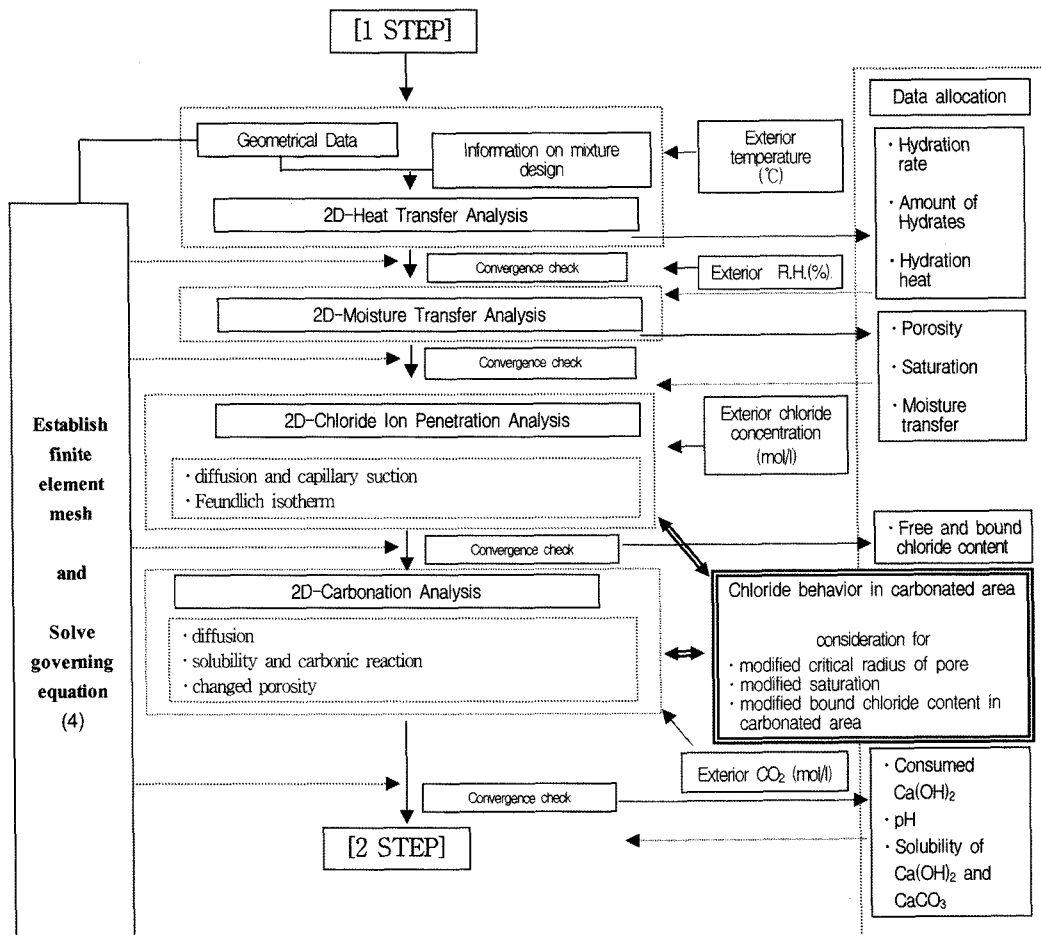 [1 STEP]
Data allocation
Geometrical Data
Information on mixture
design
Exterior
temperature
(℃)
· Hydration
rate
· Amount of
Hydrates
· Hydration
heat
2D-Heat Transfer Analysis
Convergence check
Exterior R.H.(%)
2D-Moisture Transfer Analysis
· Porosity
· Saturation
· Moisture
transfer
Convergence check
Exterior chloride
concentration
(mol/l)
2D-Chloride Ion Penetration Analysis
· diffusion and capillary suction
· Feundlich isotherm
Establish
finite
element
mesh
and
Solve
governing
equation
(4)
Convergence check
· Free and bound
chloride content
2D-Carbonation Analysis
· diffusion
· solubility and carbonic reaction
· changed porosity
Chloride behavior in carbonated area
consideration for
· modified critical radius of pore
· modified saturation
· modified bound chloride content in
carbonated area
Exterior CO₂ (mol/l)
Convergence check
· Consumed
Ca(OH)₂
· pH
· Solubility of
Ca(OH)₂ and
CaCO₃
[2 STEP]